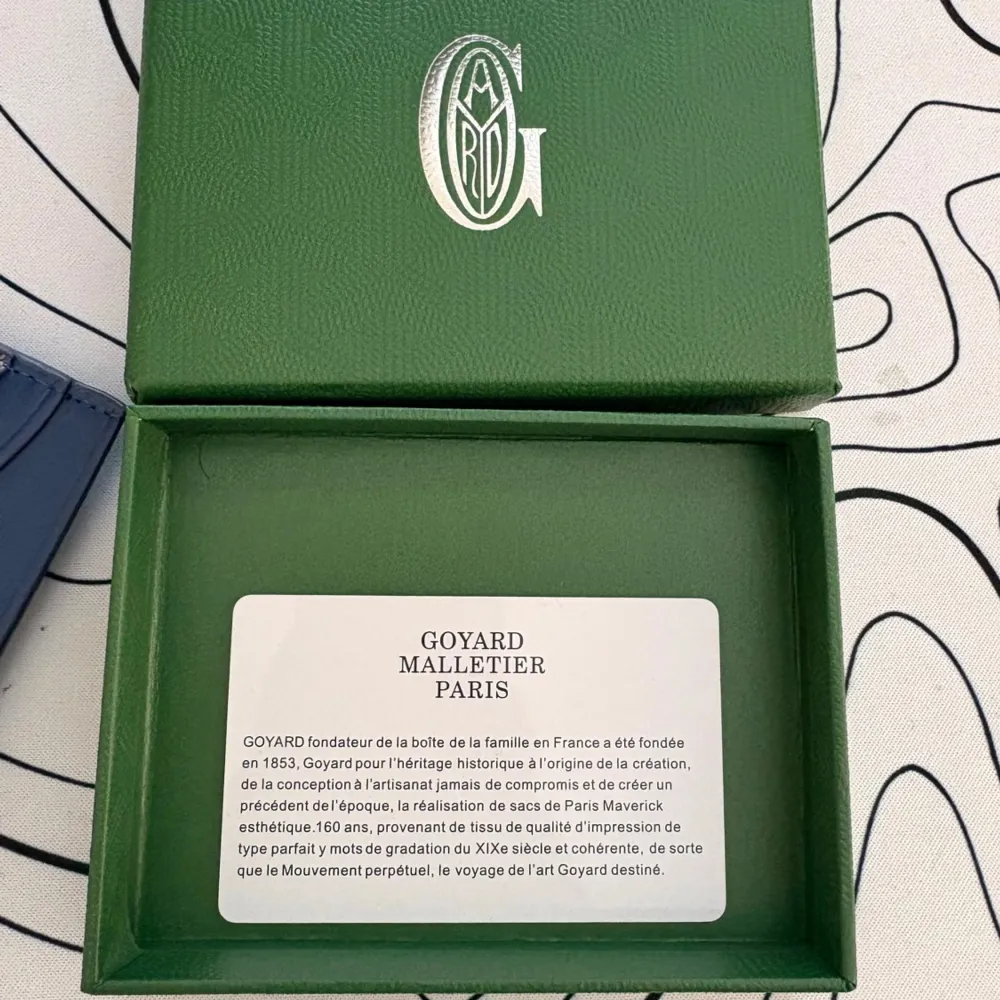 GOYARD
GOYARD
MALLETIER
PARIS
GOYARD fondateur de la boîte de la famille en France a été fondée
en 1853, Goyard pour l'héritage historique à l'origine de la création,
de la conception à l'artisanat jamais de compromis et de créer un
précédent de l'époque, la réalisation de sacs de Paris Maverick
esthétique.160 ans, provenant de tissu de qualité d'impression de
type parfait y mots de gradation du XIXe siècle et cohérente, de sorte
que le Mouvement perpétuel, le voyage de l'art Goyard destiné.